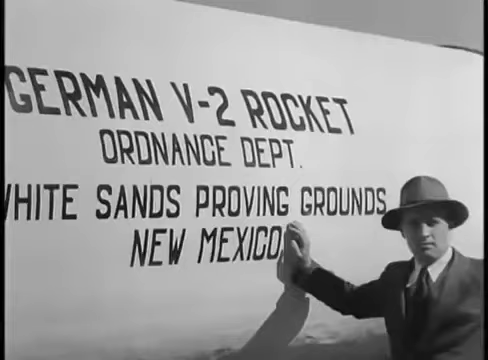 GERMAN V-2 ROCKET
ORDNANCE DEPT.
WHITE SANDS PROVING GROUNDS
NEW MEXICO